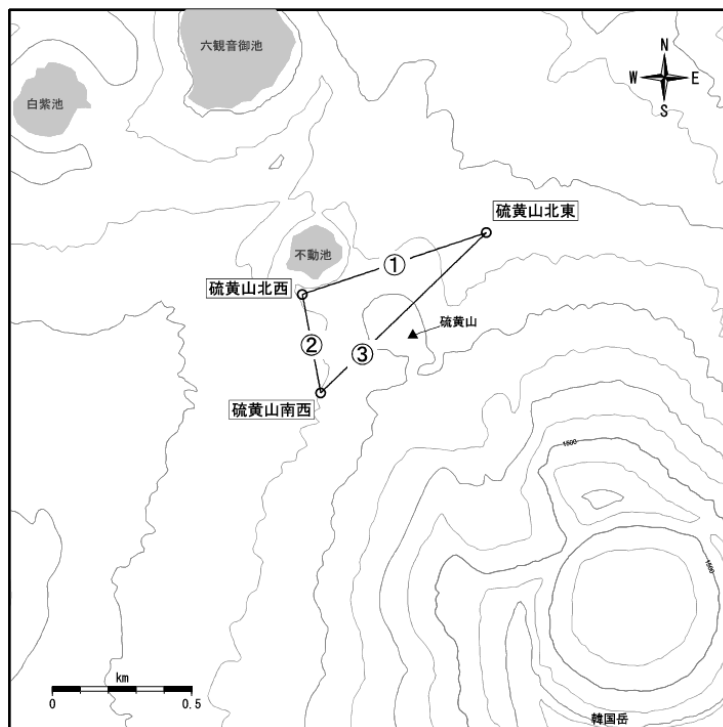 六観音御池
N
W E
S
白紫池
硫黄山北東
不動池
①
硫黄山北西
硫黄山
②
③
硫黄山南西
1500
1500
km
0 0.5
韓国岳